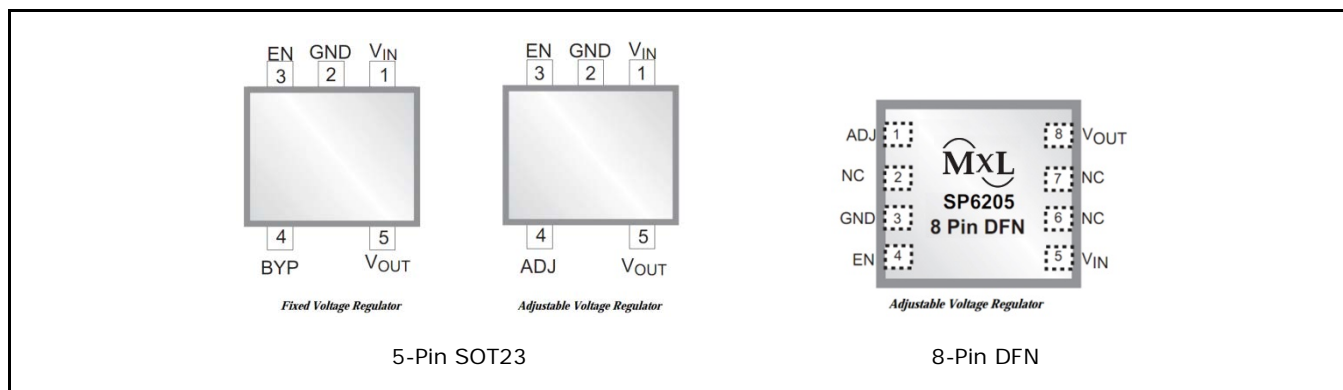 EN GND VIN
3 2 1
4 5
BYP VOUT
Fixed Voltage Regulator
EN GND VIN
3 2 1
4 5
ADJ VOUT
Adjustable Voltage Regulator
5-Pin SOT23
ADJ 1 8 VOUT
MxL
NC 2 7 NC
SP6205
GND 3 6 NC
8 Pin DFN
EN 4 5 VIN
Adjustable Voltage Regulator
8-Pin DFN